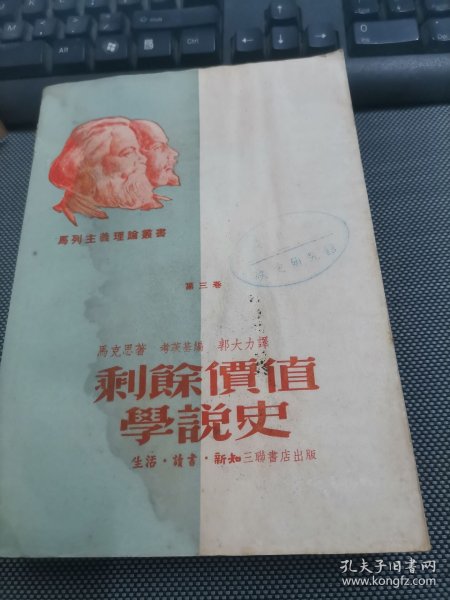 馬列主義理論叢書
第三卷
馬克思著 考茨基編 郭大力譯
剩餘價值
學說史
生活·讀書·新知三聯書店出版
孔夫子旧书网
www.kongfz.com